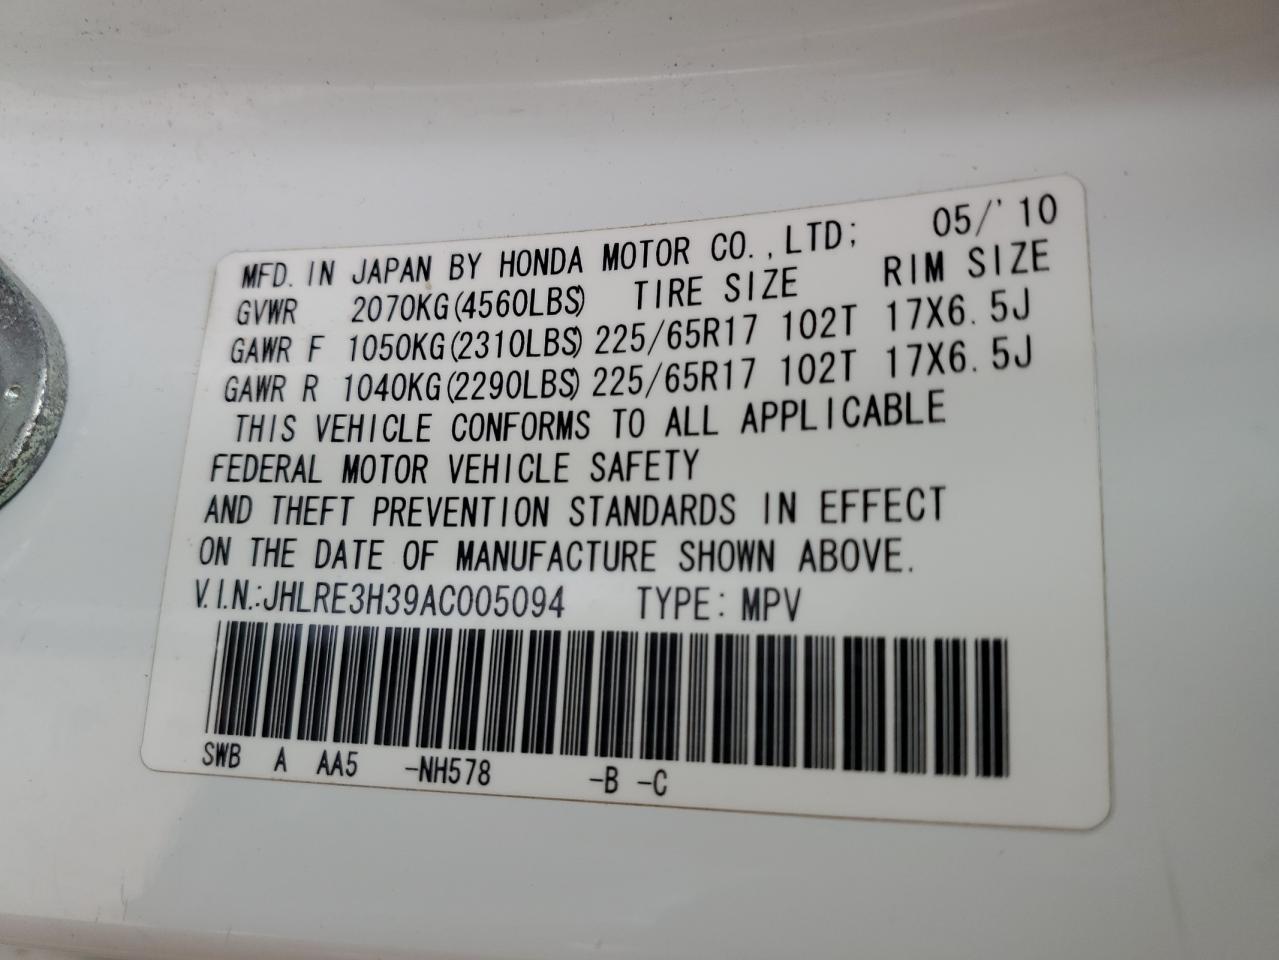 MFD. IN JAPAN BY HONDA MOTOR CO., LTD; 05/'10
GVWR 2070KG(4560LBS) TIRE SIZE RIM SIZE
GAWR F 1050KG(2310LBS) 225/65R17 102T 17X6.5J
GAWR R 1040KG(2290LBS) 225/65R17 102T 17X6.5J
THIS VEHICLE CONFORMS TO ALL APPLICABLE
FEDERAL MOTOR VEHICLE SAFETY
AND THEFT PREVENTION STANDARDS IN EFFECT
ON THE DATE OF MANUFACTURE SHOWN ABOVE.
V.I.N.:JHLRE3H39AC005094 TYPE: MPV
SWB A AA5 -NH578 -B -C